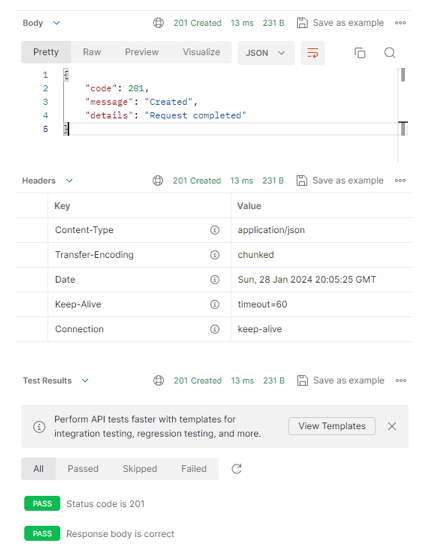 Body 201 Created 13 ms 231 B Save as example
Pretty Raw Preview Visualize JSON
1 {
2 "code": 201,
3 "message": "Created",
4 "details": "Request completed"
5 }
Headers 201 Created 13 ms 231 B Save as example
Key Value
Content-Type application/json
Transfer-Encoding chunked
Date Sun, 28 Jan 2024 20:05:25 GMT
Keep-Alive timeout=60
Connection keep-alive
Test Results 201 Created 13 ms 231 B Save as example
Perform API tests faster with templates for
integration testing, regression testing, and more.
View Templates
All Passed Skipped Failed
PASS Status code is 201
PASS Response body is correct